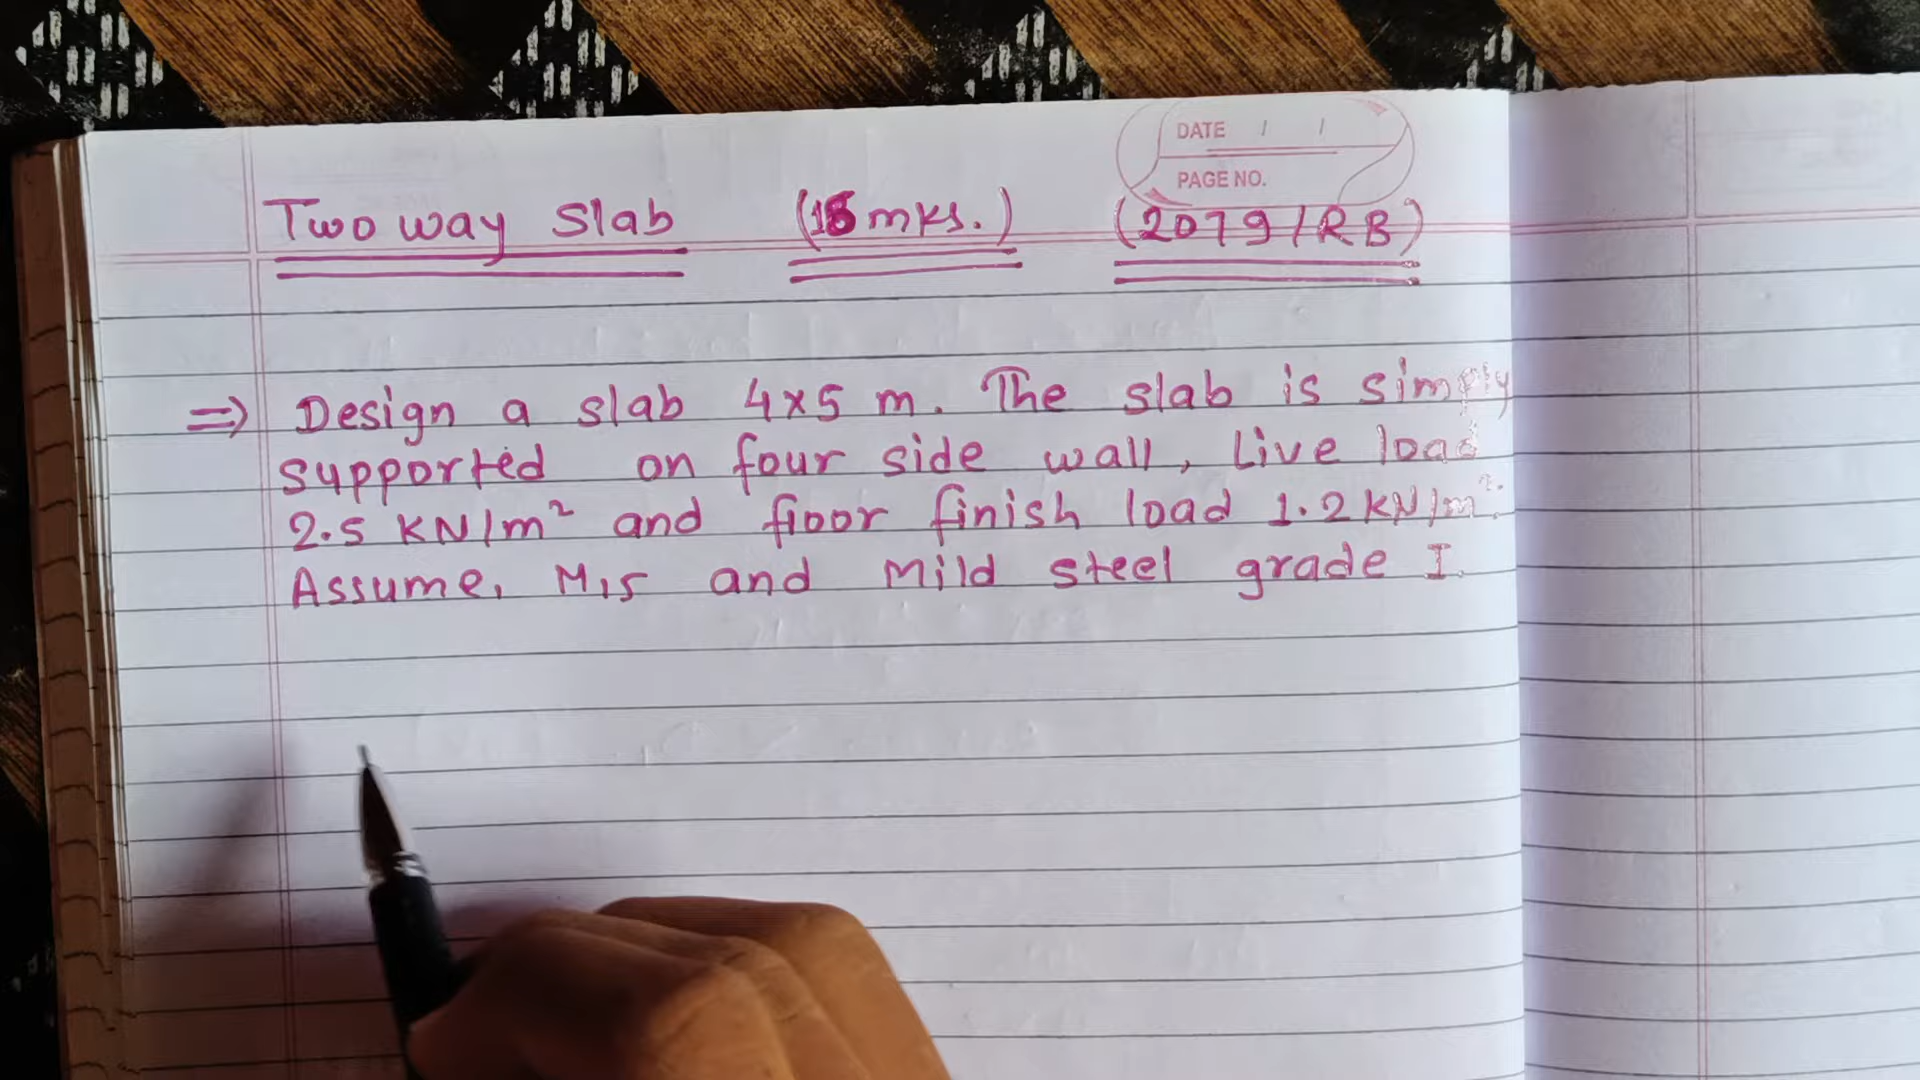 DATE / /
PAGE NO.
Two way Slab (16 mks.) (2079/RB)
⇒ Design a slab 4x5 m. The slab is simply
supported on four side wall, Live load
2.5 KN/m² and floor finish load 1.2 KN/m².
Assume, M15 and Mild steel grade I.